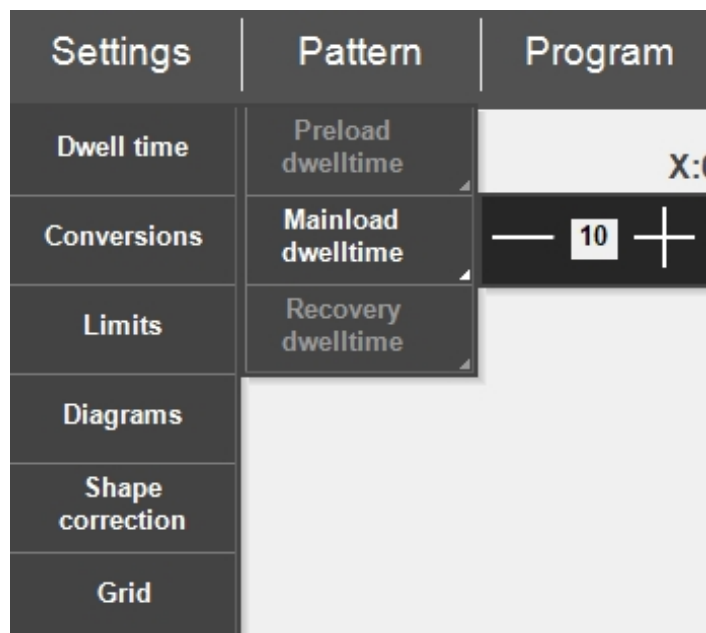 Settings
Pattern
Program
Dwell time
Preload
dwelltime
X:
Conversions
Mainload
dwelltime
10
Limits
Recovery
dwelltime
Diagrams
Shape
correction
Grid